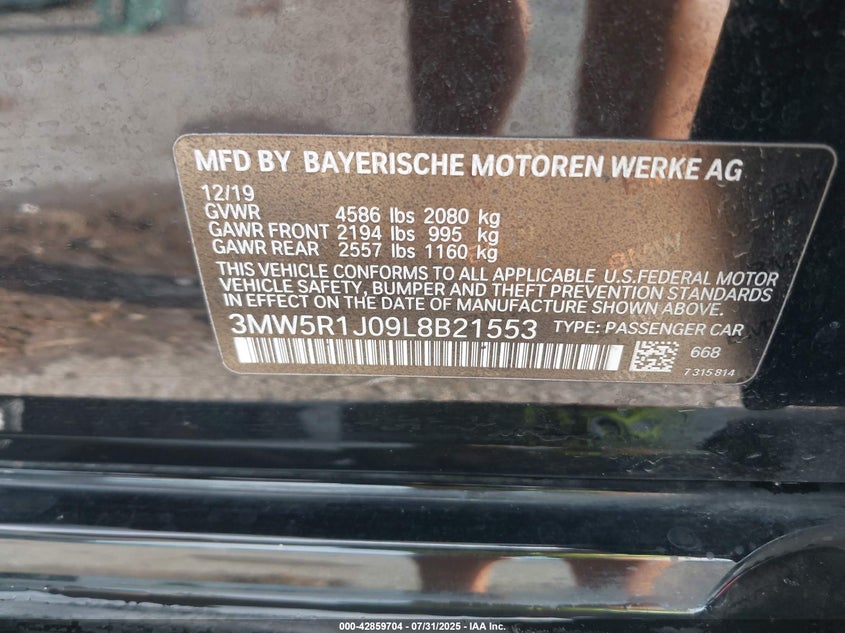 MFD BY BAYERISCHE MOTOREN WERKE AG
12/19
GVWR 4586 lbs 2080 kg
GAWR FRONT 2194 lbs 995 kg
GAWR REAR 2557 lbs 1160 kg
THIS VEHICLE CONFORMS TO ALL APPLICABLE U.S.FEDERAL MOTOR
VEHICLE SAFETY, BUMPER AND THEFT PREVENTION STANDARDS
IN EFFECT ON THE DATE OF MANUFACTURE SHOWN ABOVE.
3MW5R1J09L8B21553 TYPE: PASSENGER CAR
668
7 315 814
000-42859704 - 07/31/2025 - IAA Inc.